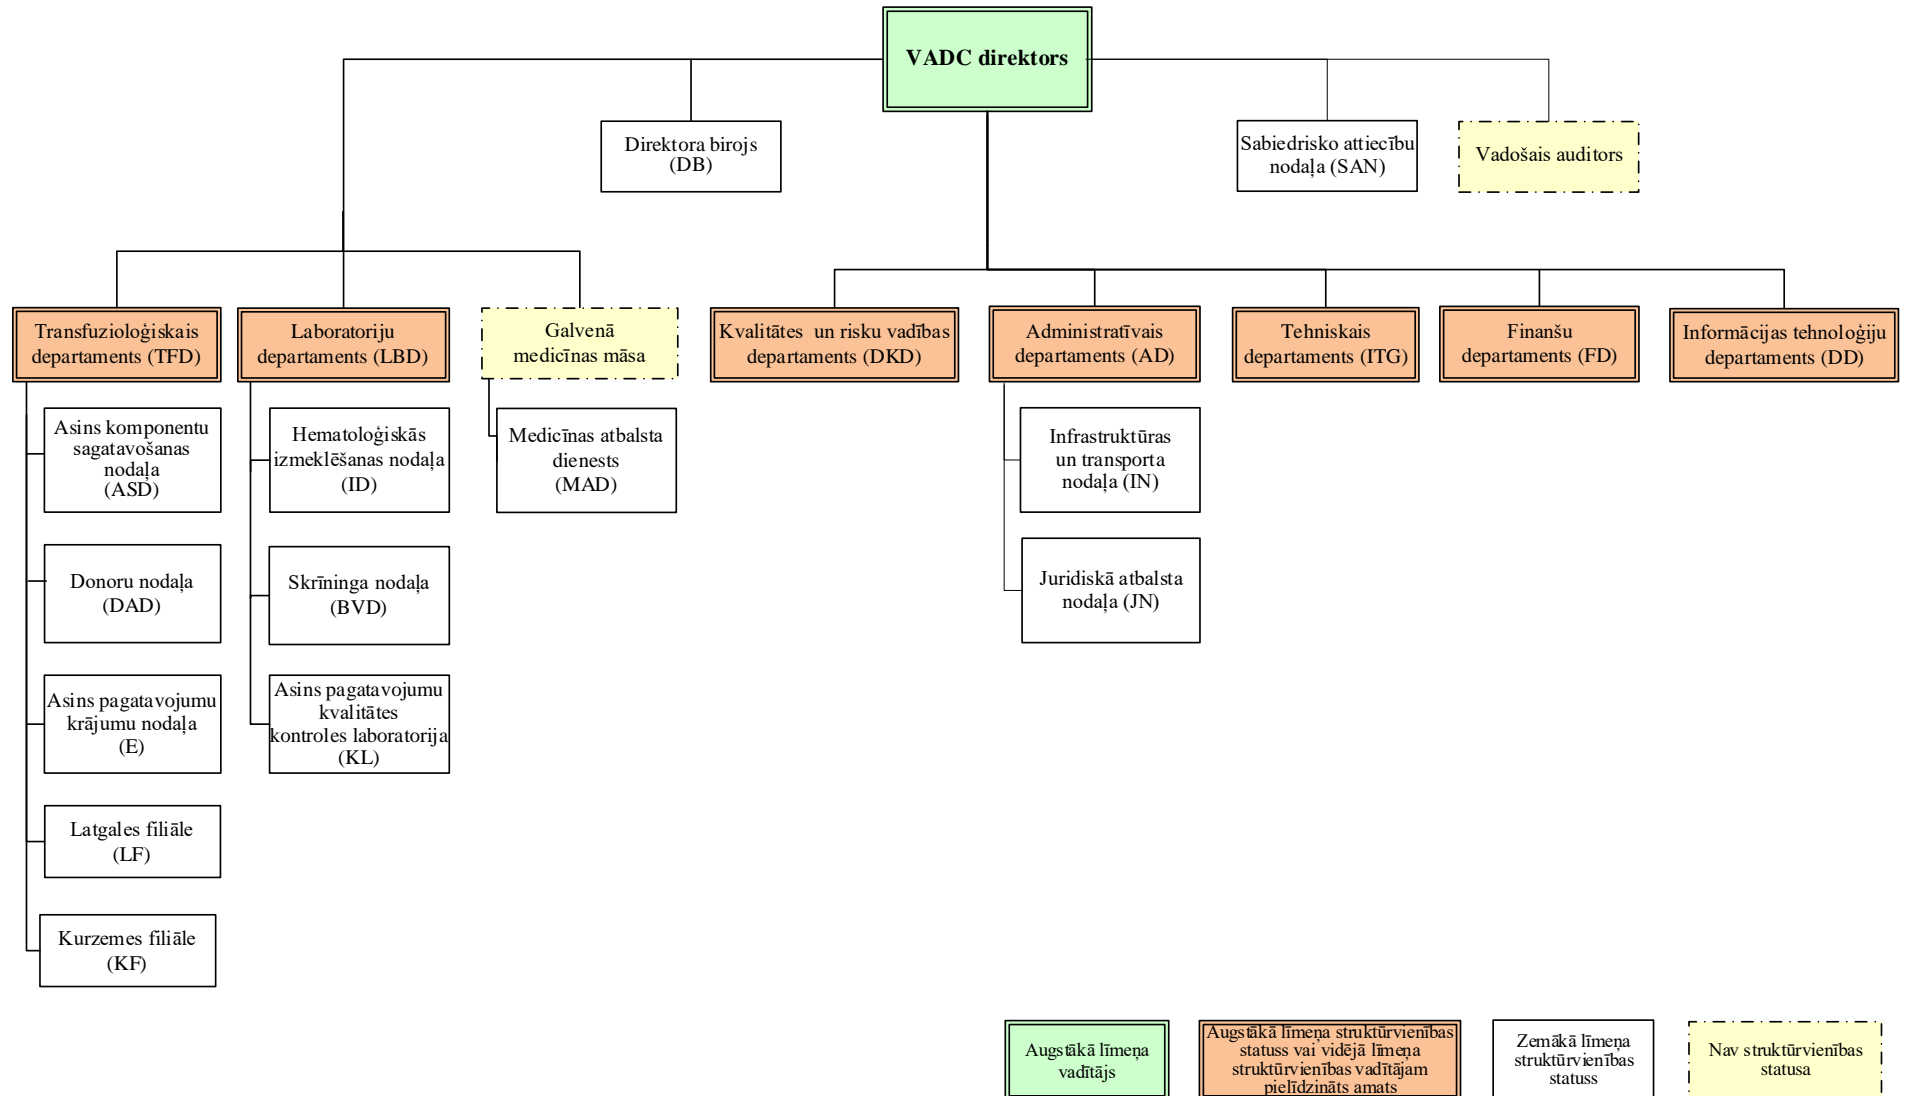 VADC direktors
Direktora birojs
(DB)
Sabiedrisko attiecību
nodaļa (SAN)
Vadošais auditors
Transfuzioloģiskais
departaments (TFD)
Laboratoriju
departaments (LBD)
Galvenā
medicīnas māsa
Kvalitātes un risku vadības
departaments (DKD)
Administratīvais
departaments (AD)
Tehniskais
departaments (ITG)
Finanšu
departaments (FD)
Informācijas tehnoloģiju
departaments (DD)
Asins komponentu
sagatavošanas
nodaļa
(ASD)
Hematoloģiskās
izmeklēšanas nodaļa
(ID)
Medicīnas atbalsta
dienests
(MAD)
Infrastruktūras
un transporta
nodaļa (IN)
Donoru nodaļa
(DAD)
Skrīninga nodaļa
(BVD)
Juridiskā atbalsta
nodaļa (JN)
Asins pagatavojumu
krājumu nodaļa
(E)
Asins pagatavojumu
kvalitātes
kontroles laboratorija
(KL)
Latgales filiāle
(LF)
Kurzemes filiāle
(KF)
Augstākā līmeņa
vadītājs
Augstākā līmeņa struktūrvienības
statuss vai vidējā līmeņa
struktūrvienības vadītājam
pielīdzināts amats
Zemākā līmeņa
struktūrvienības
statuss
Nav struktūrvienības
statusa